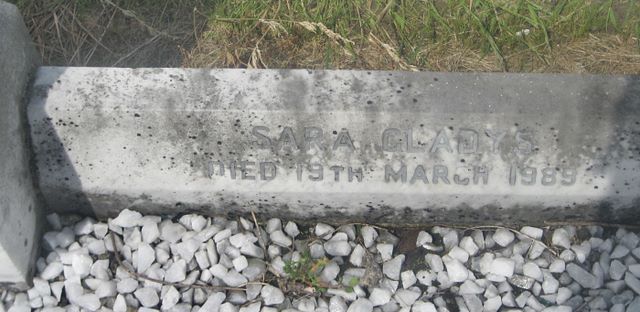 SARA GLADYS
DIED 19TH MARCH 1989